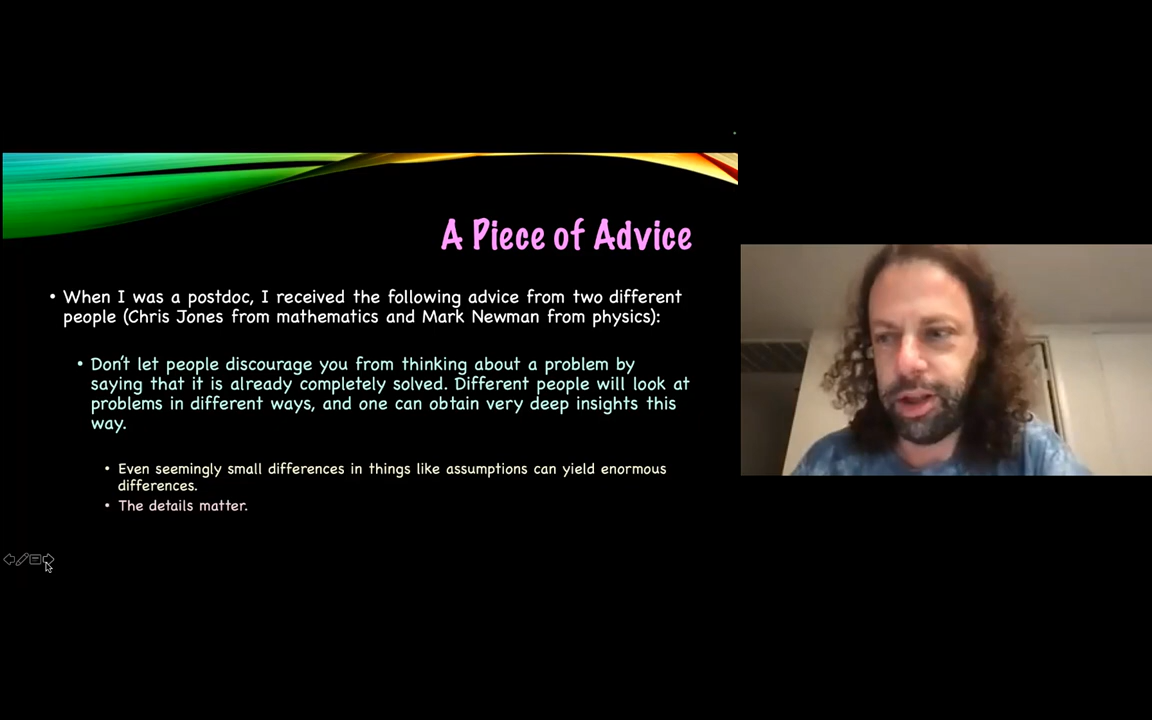 A Piece of Advice
• When I was a postdoc, I received the following advice from two different
people (Chris Jones from mathematics and Mark Newman from physics):
• Don't let people discourage you from thinking about a problem by
saying that it is already completely solved. Different people will look at
problems in different ways, and one can obtain very deep insights this
way.
• Even seemingly small differences in things like assumptions can yield enormous
differences.
• The details matter.